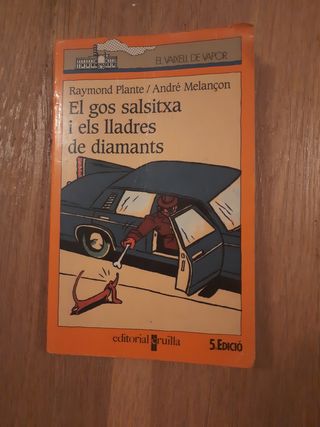 EL VAIXELL DE VAPOR
Raymond Plante / André Melançon
El gos salsitxa
i els lladres
de diamants
editorial cruïlla
5. EDICIÓ